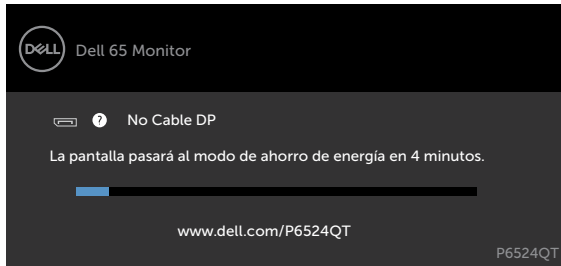 DELL Dell 65 Monitor
? No Cable DP
La pantalla pasará al modo de ahorro de energía en 4 minutos.
www.dell.com/P6524QT
P6524QT